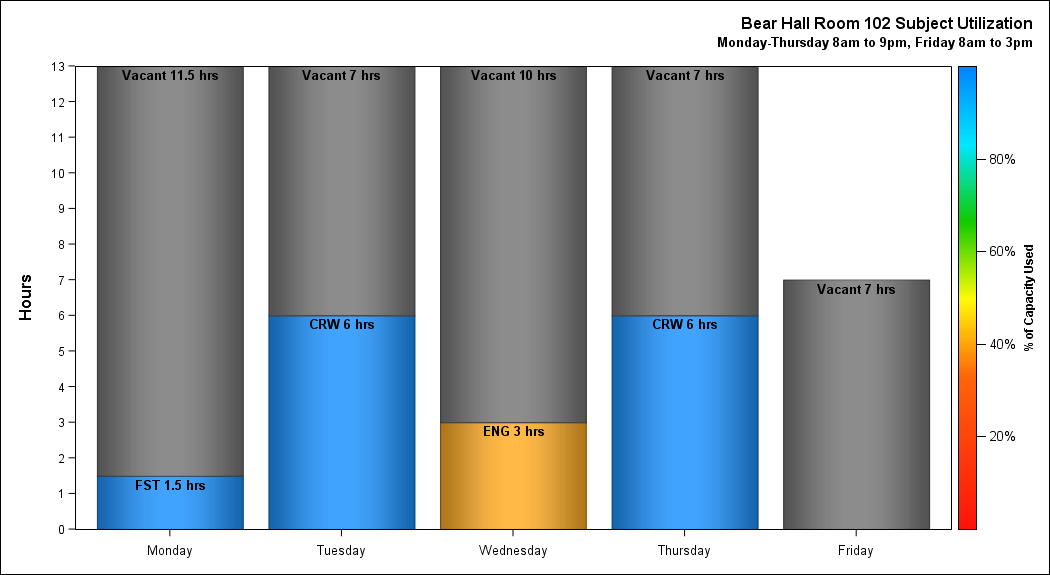 Bear Hall Room 102 Subject Utilization
Monday-Thursday 8am to 9pm, Friday 8am to 3pm
Hours
13
12
11
10
9
8
7
6
5
4
3
2
1
0
Vacant 11.5 hrs
FST 1.5 hrs
Vacant 7 hrs
CRW 6 hrs
Vacant 10 hrs
ENG 3 hrs
Vacant 7 hrs
CRW 6 hrs
Vacant 7 hrs
Monday
Tuesday
Wednesday
Thursday
Friday
80%
60%
40%
20%
% of Capacity Used